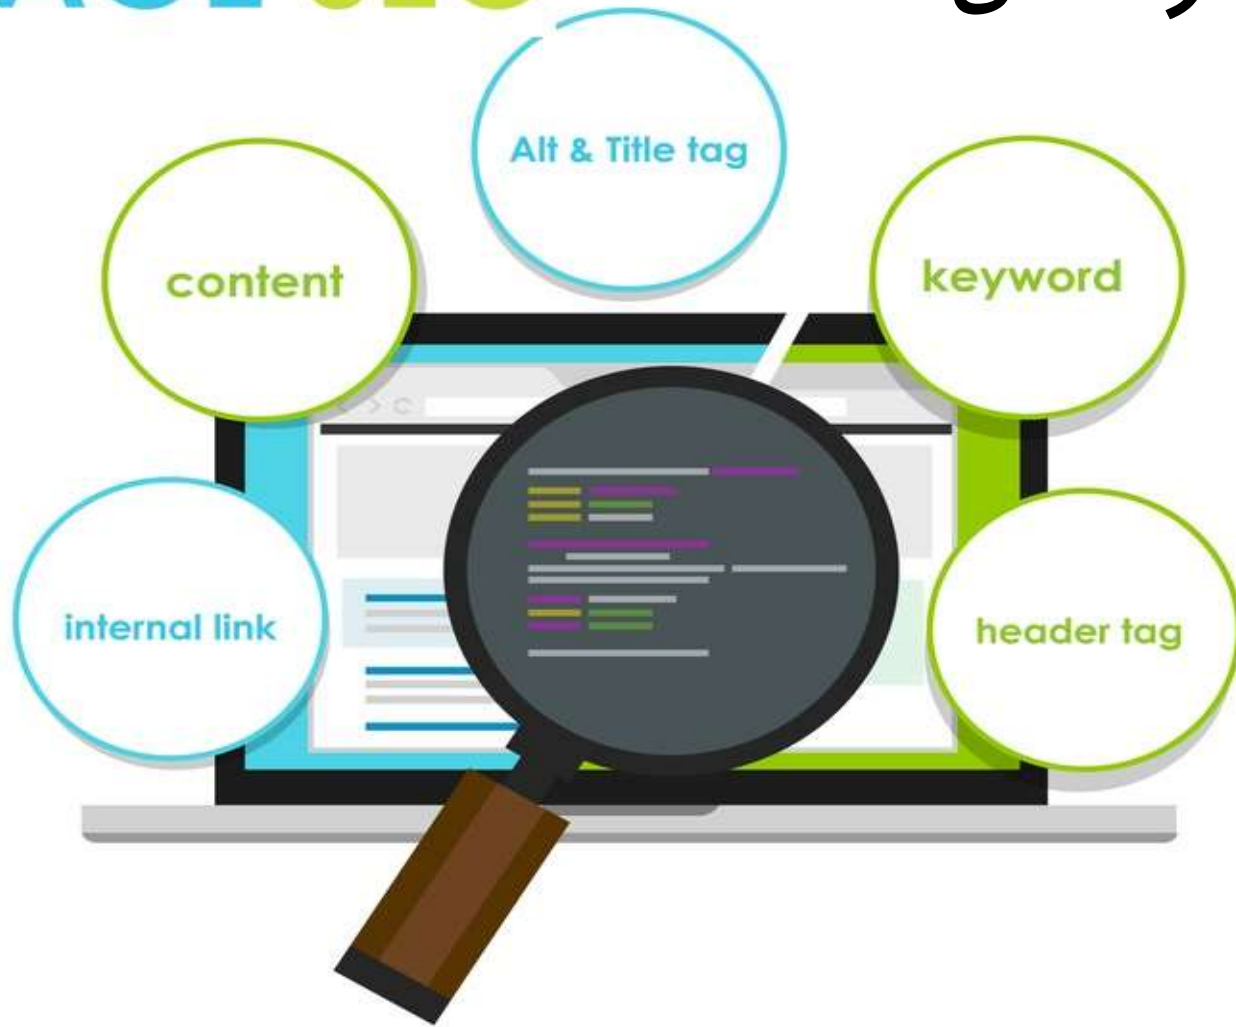 Alt & Title tag
content
keyword
internal link
header tag